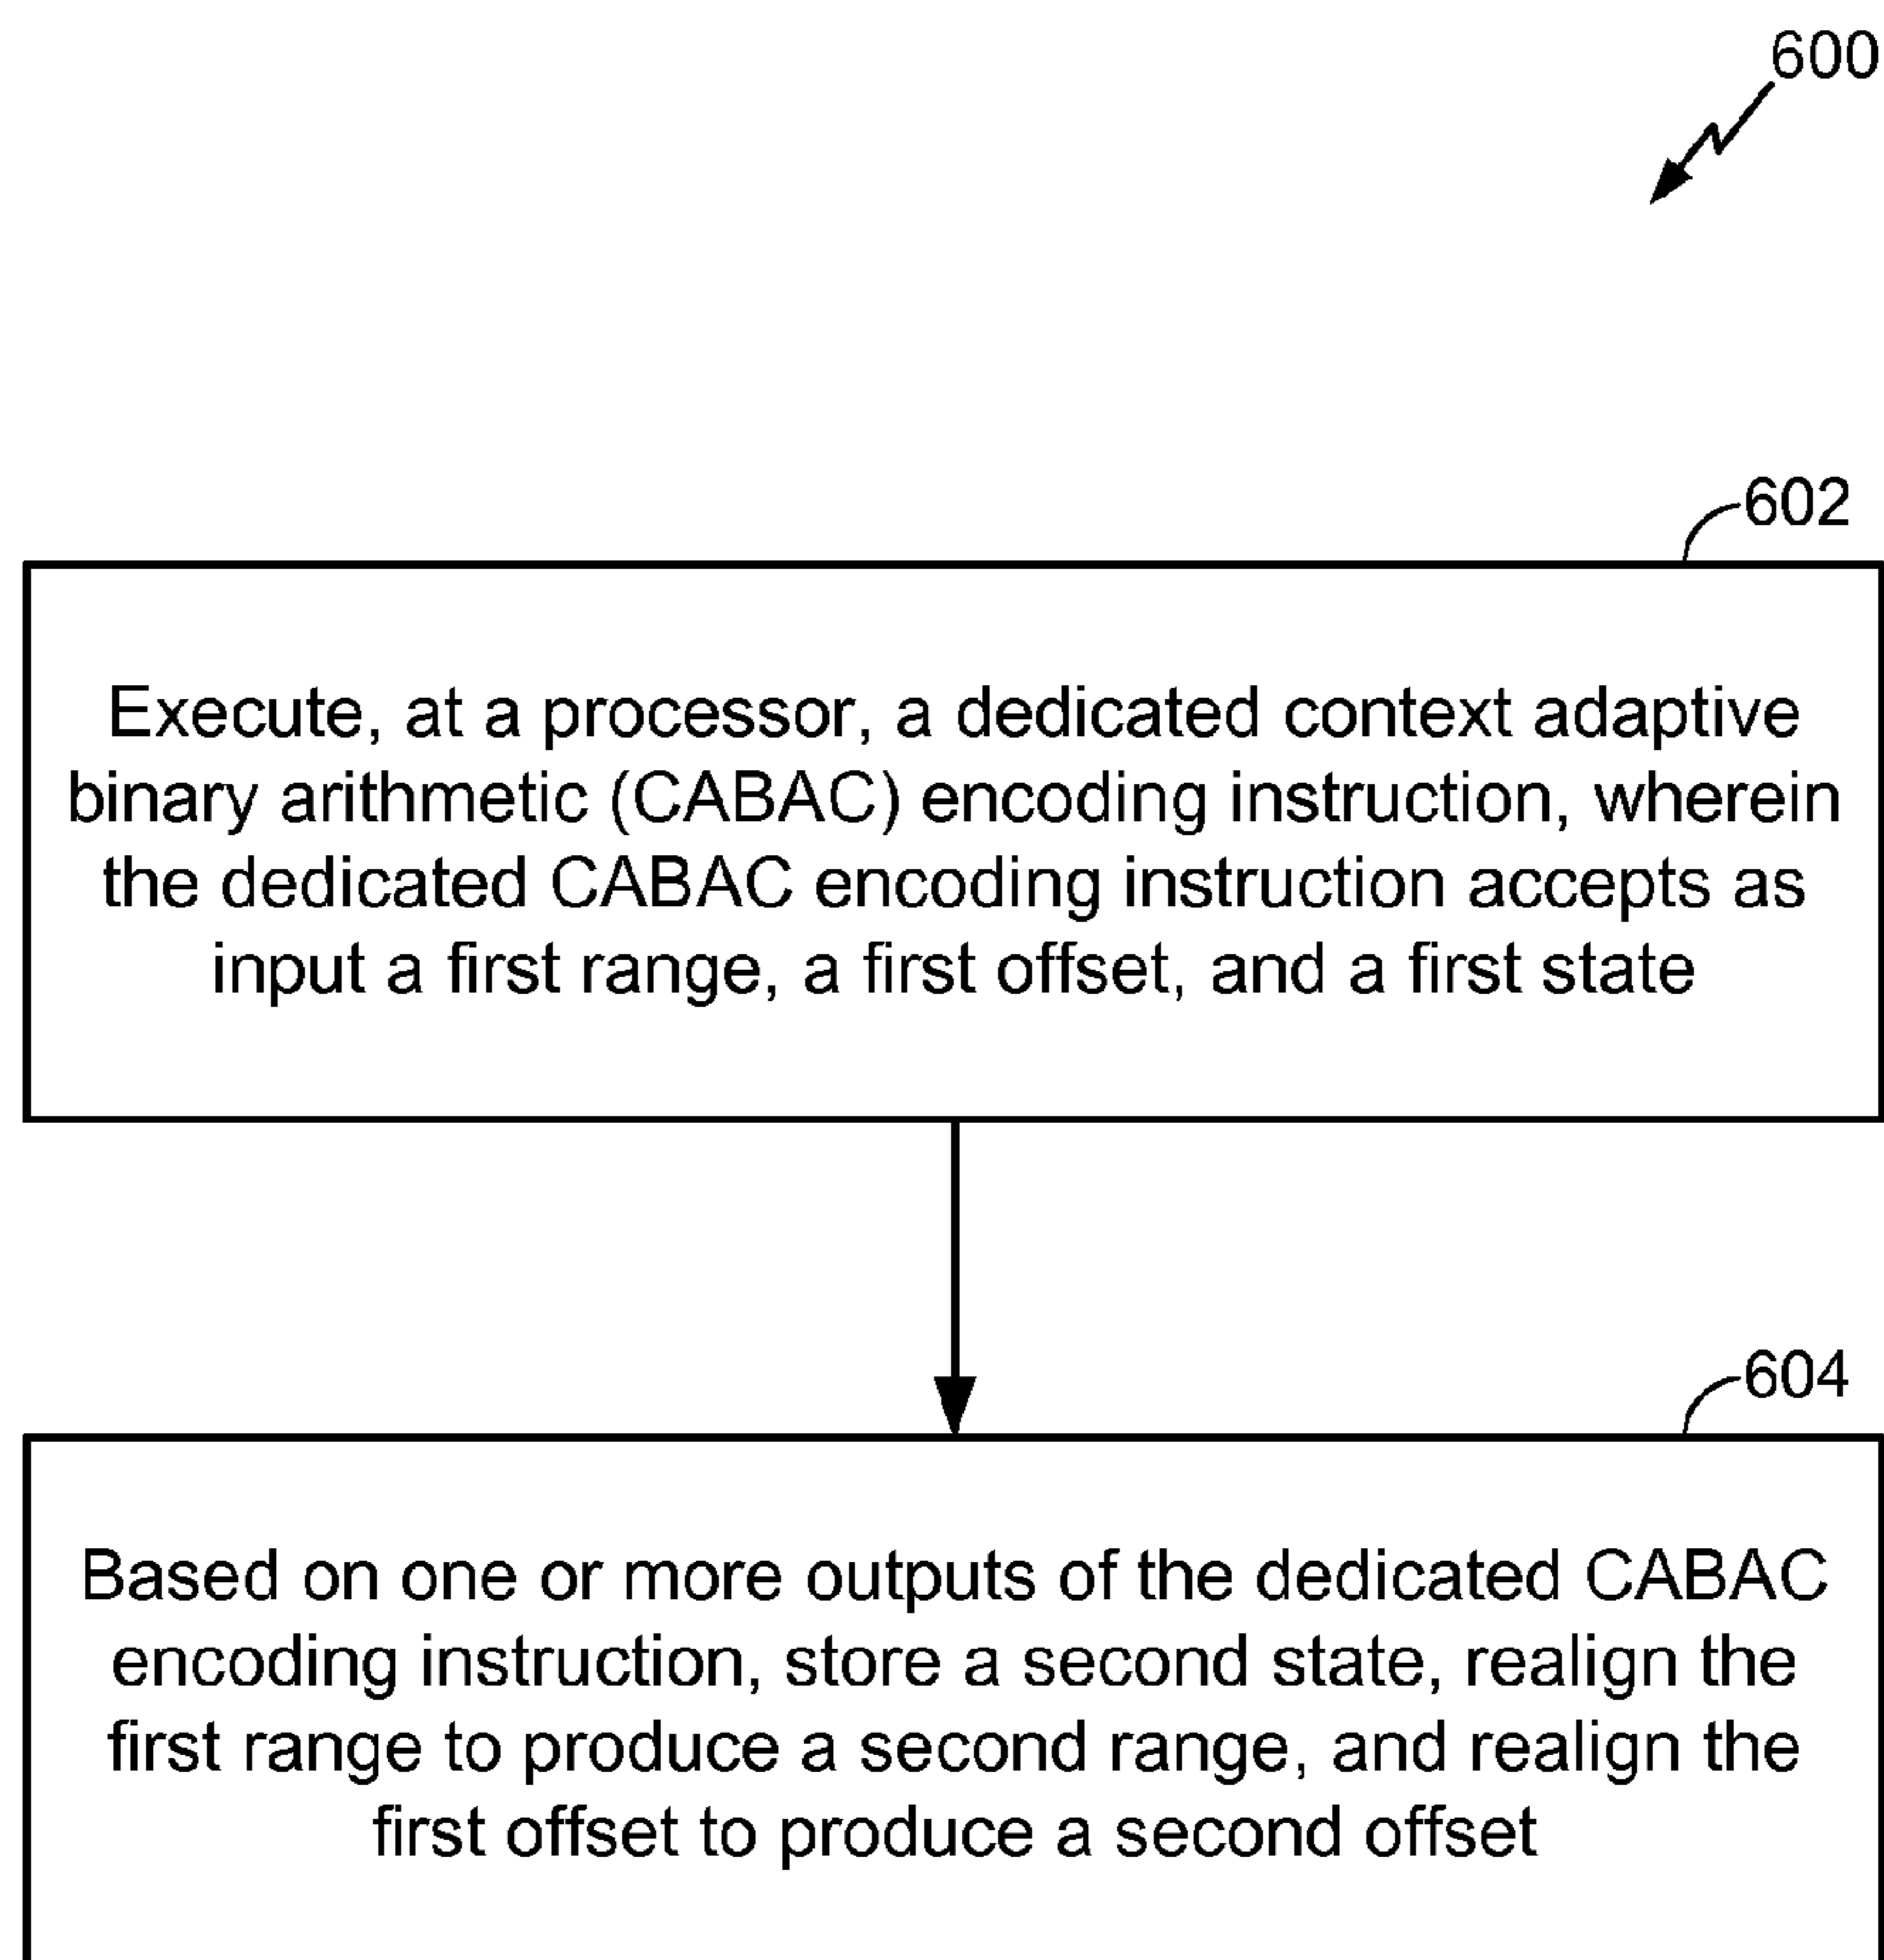 600
602
Execute, at a processor, a dedicated context adaptive
binary arithmetic (CABAC) encoding instruction, wherein
the dedicated CABAC encoding instruction accepts as
input a first range, a first offset, and a first state
604
Based on one or more outputs of the dedicated CABAC
encoding instruction, store a second state, realign the
first range to produce a second range, and realign the
first offset to produce a second offset